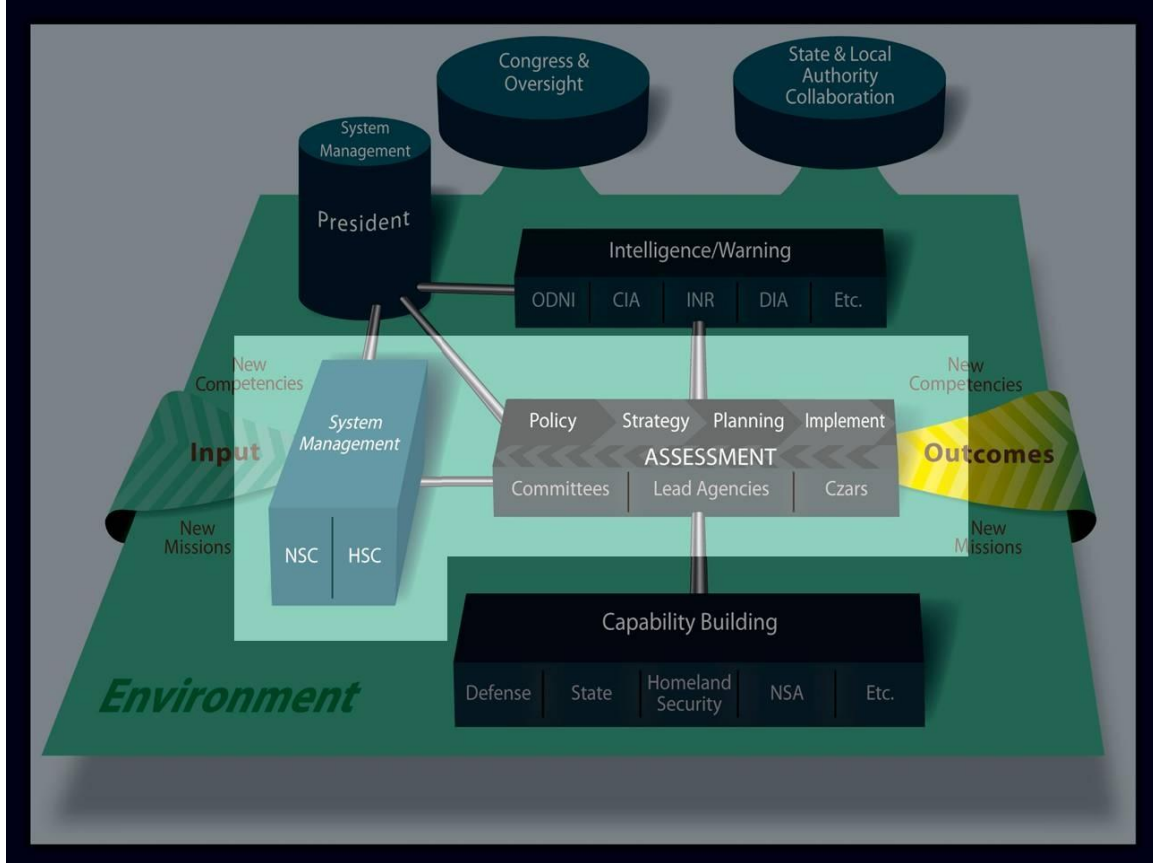 Congress &
Oversight
State & Local
Authority
Collaboration
System
Management
President
Intelligence/Warning
ODNI CIA INR DIA Etc.
New
Competencies
New
Competencies
System
Management
Policy Strategy Planning Implement
Input
ASSESSMENT
Outcomes
Committees Lead Agencies Czars
New
Missions
New
Missions
NSC HSC
Capability Building
Environment
Defense State Homeland
Security NSA Etc.